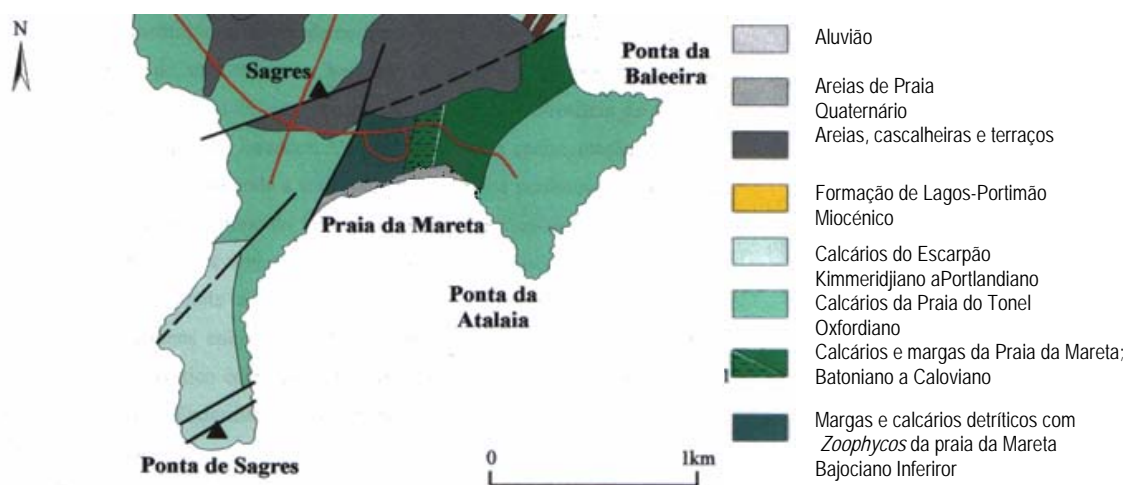 N
Sagres
Ponta da
Baleeira
Praia da Mareta
Ponta da
Atalaia
Ponta de Sagres
0 1km
Aluvião
Areias de Praia
Quaternário
Areias, cascalheiras e terraços
Formação de Lagos-Portimão
Miocénico
Calcários do Escarpão
Kimmeridjiano aPortlandiano
Calcários da Praia do Tonel
Oxfordiano
Calcários e margas da Praia da Mareta;
Batoniano a Caloviano
Margas e calcários detríticos com
Zoophycos da praia da Mareta
Bajociano Inferiror